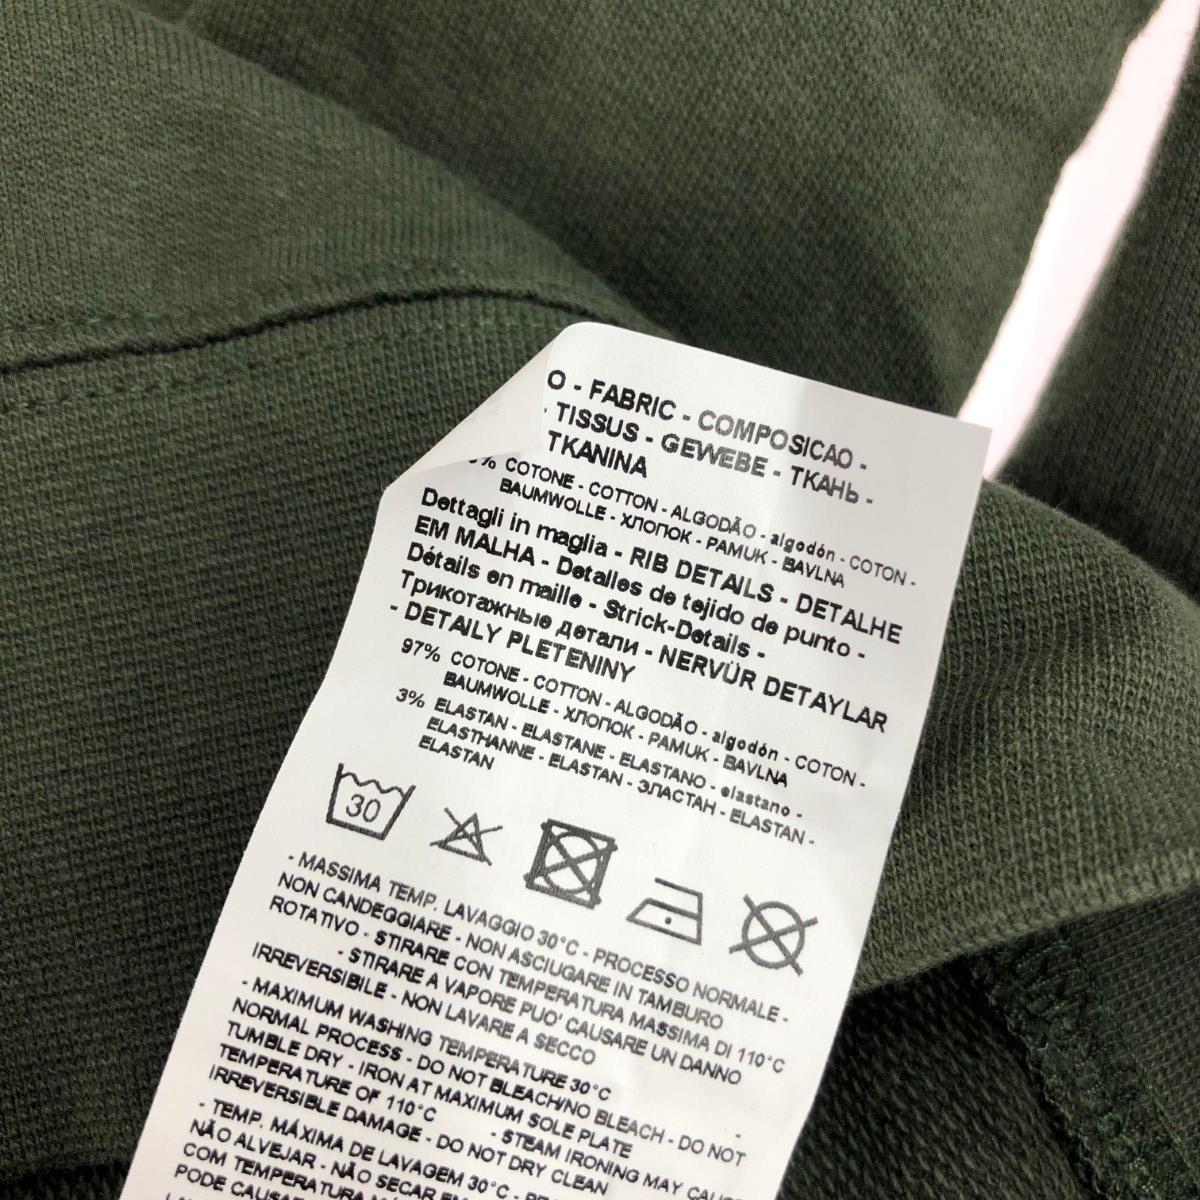 O - FABRIC - COMPOSICAO -
TISSUS - GEWEBE - ТКАНЬ -
TKANINA
% COTONE - COTTON - ALGODÃO - algodón - COTON -
BAUMWOLLE - ХЛОПОК - PAMUK - BAVLNA
Dettagli in maglia - RIB DETAILS - DETALHE
EM MALHA - Detalles de tejido de punto -
Détails en maille - Strick-Details -
Трикотажные детали - NERVÜR DETAYLAR
- DETAILY PLETENINY
97% COTONE - COTTON - ALGODÃO - algodón - COTON -
BAUMWOLLE - ХЛОПОК - PAMUK - BAVLNA
3% ELASTAN - ELASTANE - ELASTANO - elastano -
ELASTHANNE - ELASTAN - ЭЛАСТАН - ELASTAN -
ELASTAN
30
- MASSIMA TEMP. LAVAGGIO 30°C - PROCESSO NORMALE -
NON CANDEGGIARE - NON ASCIUGARE IN TAMBURO
ROTATIVO - STIRARE CON TEMPERATURA MASSIMA DI 110°C
- STIRARE A VAPORE PUO' CAUSARE UN DANNO
IRREVERSIBILE - NON LAVARE A SECCO
- MAXIMUM WASHING TEMPERATURE 30°C -
NORMAL PROCESS - DO NOT BLEACH/NO BLEACH - DO NOT
TUMBLE DRY - IRON AT MAXIMUM SOLE PLATE
TEMPERATURE OF 110°C - STEAM IRONING MAY CAUSE
IRREVERSIBLE DAMAGE - DO NOT DRY CLEAN
- TEMP. MÁXIMA DE LAVAGEM 30°C -
NÃO ALVEJAR - NÃO SECAR EM
COM TEMPERATURA
PODE CAUSAR